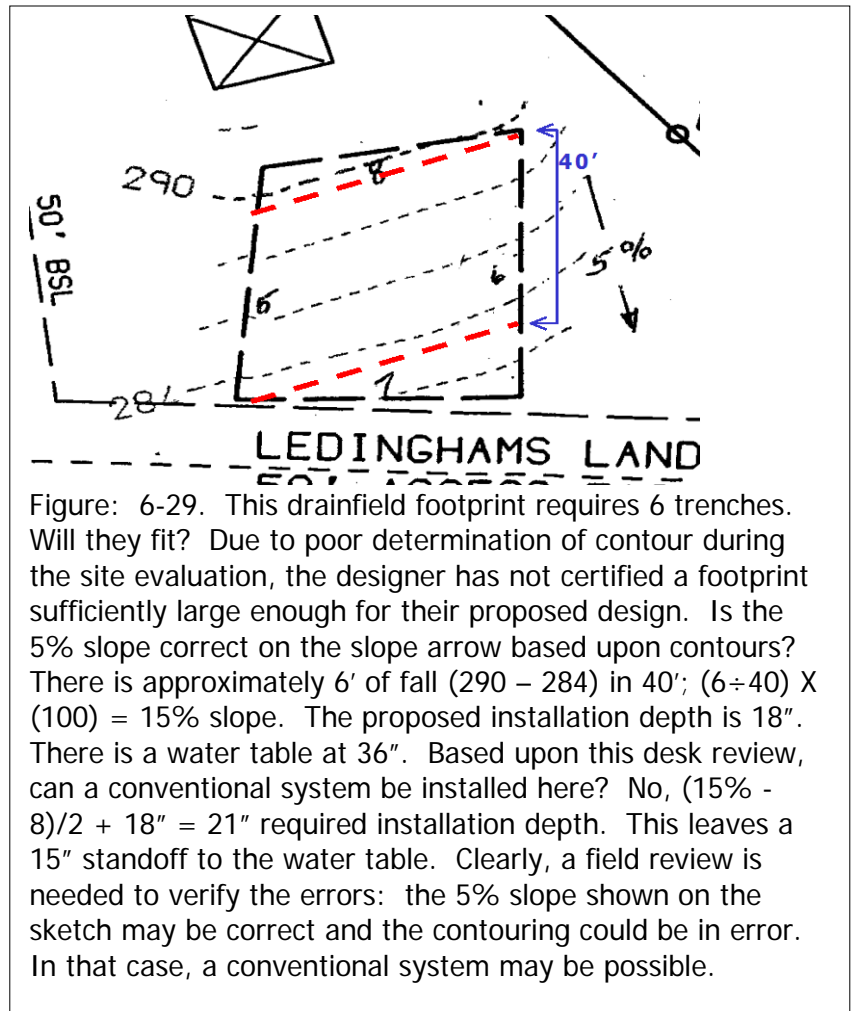 290
8
40′
50' BSL
5
6
5 %
7
LEDINGHAMS LAND
Figure: 6-29. This drainfield footprint requires 6 trenches.
Will they fit? Due to poor determination of contour during
the site evaluation, the designer has not certified a footprint
sufficiently large enough for their proposed design. Is the
5% slope correct on the slope arrow based upon contours?
There is approximately 6′ of fall (290 – 284) in 40′; (6÷40) X
(100) = 15% slope. The proposed installation depth is 18″.
There is a water table at 36″. Based upon this desk review,
can a conventional system be installed here? No, (15% -
8)/2 + 18″ = 21″ required installation depth. This leaves a
15″ standoff to the water table. Clearly, a field review is
needed to verify the errors: the 5% slope shown on the
sketch may be correct and the contouring could be in error.
In that case, a conventional system may be possible.